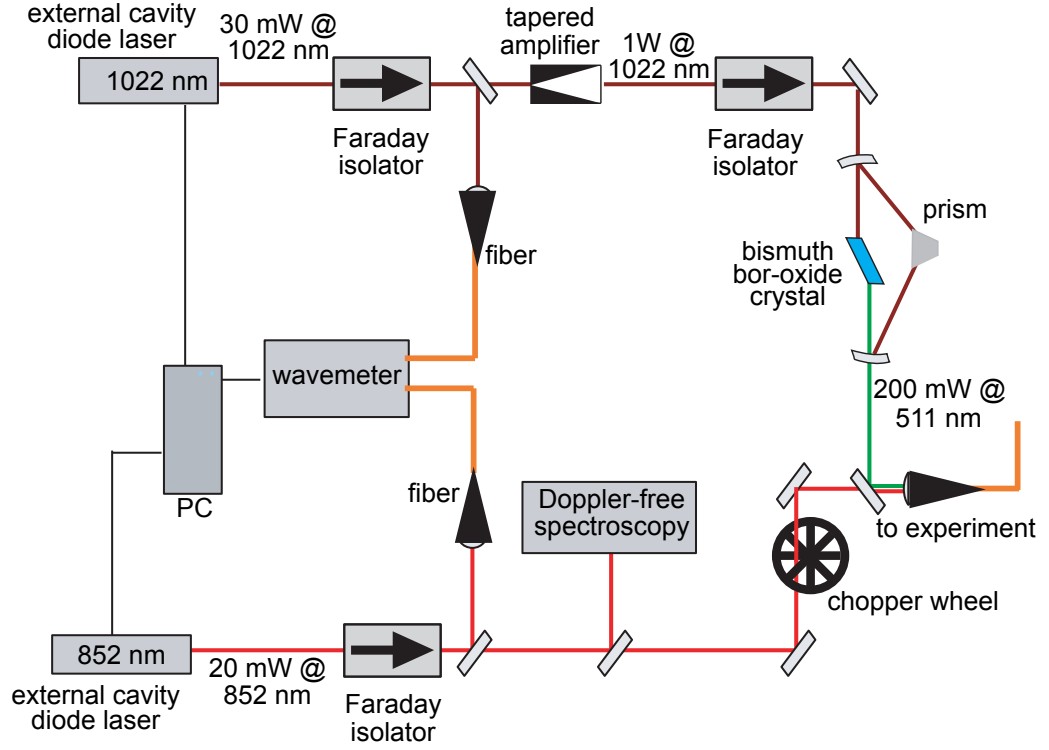 external cavity
diode laser
1022 nm
30 mW @
1022 nm
Faraday
isolator
tapered
amplifier
1W @
1022 nm
Faraday
isolator
fiber
prism
bismuth
bor-oxide
crystal
wavemeter
200 mW @
511 nm
PC
fiber
Doppler-free
spectroscopy
to experiment
chopper wheel
852 nm
20 mW @
852 nm
external cavity
diode laser
Faraday
isolator